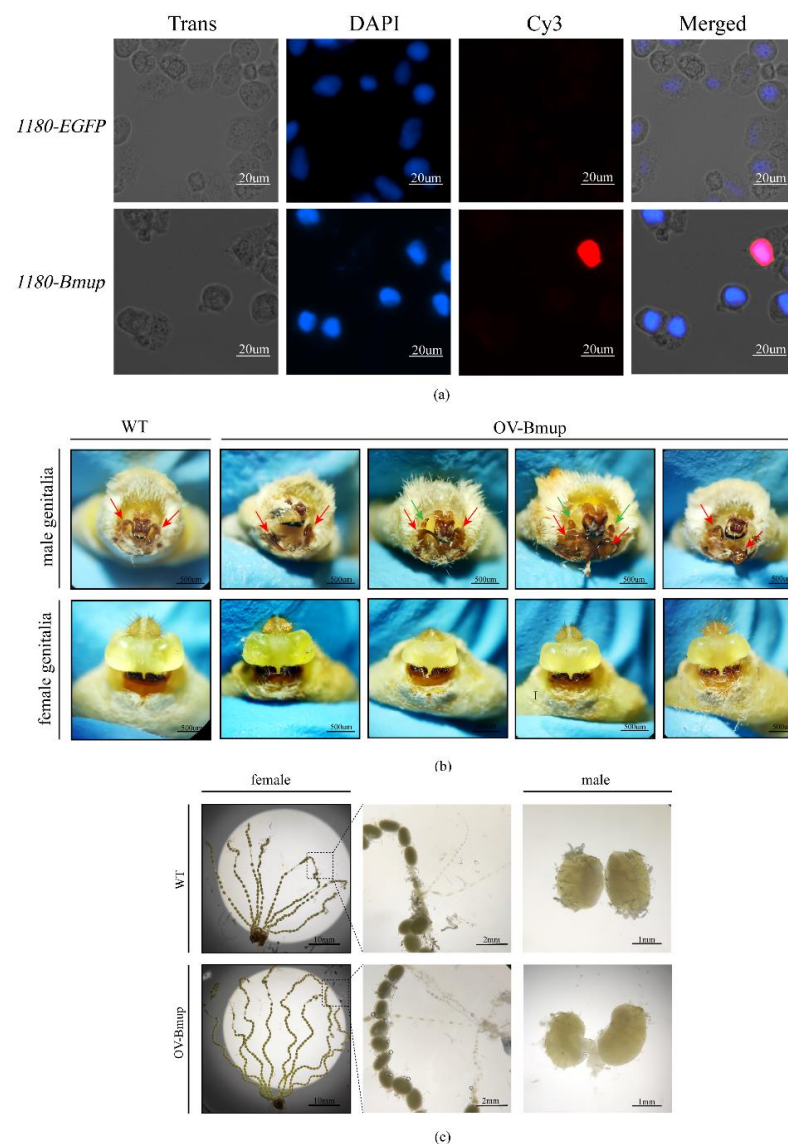 Trans DAPI Cy3 Merged
1180-EGFP
20um 20um 20um 20um
1180-Bmup
20um 20um 20um 20um
(a)
WT OV-Bmup
male genitalia
500um 500um 500um 500um 500um
female genitalia
500um 500um 500um 500um 500um
(b)
female male
WT
10mm 2mm 1mm
OV-Bmup
10mm 2mm 1mm
(c)